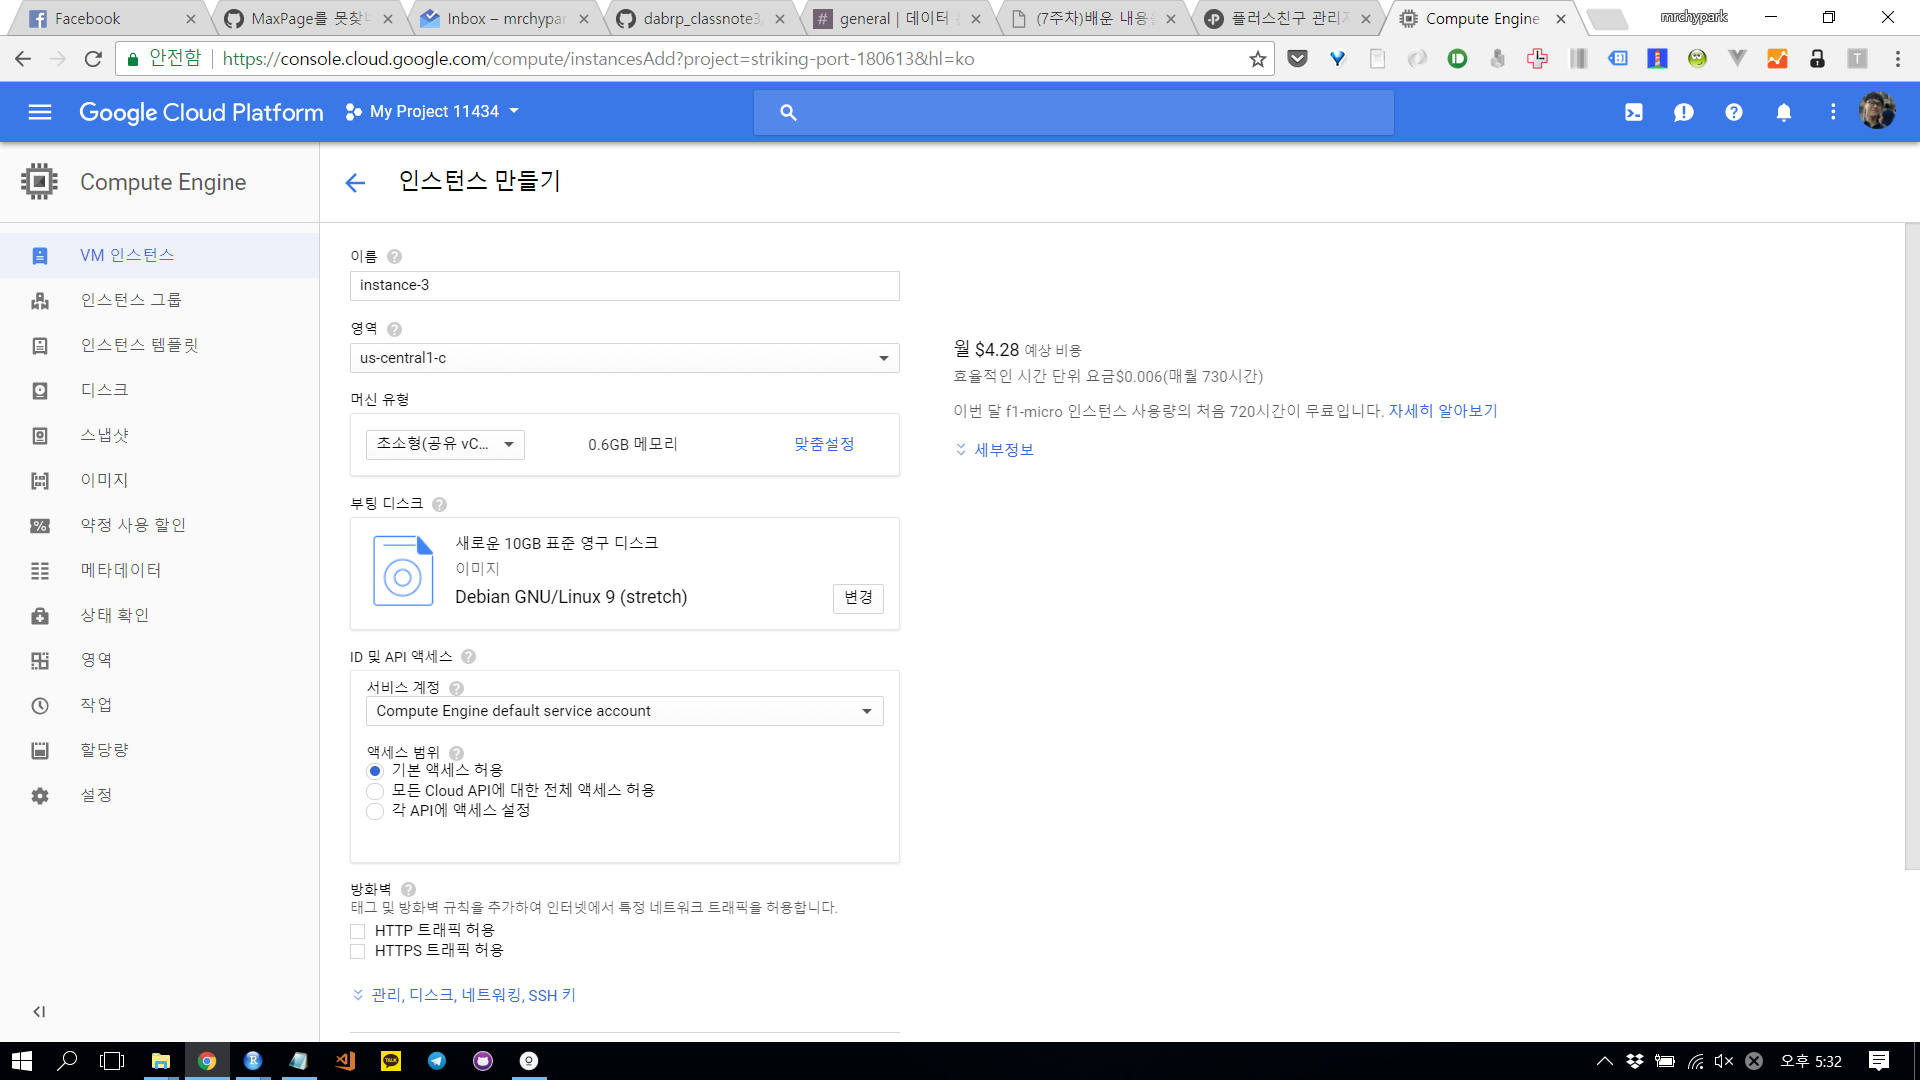 Facebook
MaxPage를 못찾
Inbox – mrchypar
dabrp_classnote3
general | 데이터
(7주차)배운 내용
플러스친구 관리자
Compute Engine
mrchypark
안전함
https://console.cloud.google.com/compute/instancesAdd?project=striking-port-180613&hl=ko
Google Cloud Platform
My Project 11434
Compute Engine
인스턴스 만들기
VM 인스턴스
인스턴스 그룹
인스턴스 템플릿
디스크
스냅샷
이미지
약정 사용 할인
메타데이터
상태 확인
영역
작업
할당량
설정
이름
instance-3
영역
us-central1-c
머신 유형
초소형(공유 vC...
0.6GB 메모리
맞춤설정
부팅 디스크
새로운 10GB 표준 영구 디스크
이미지
Debian GNU/Linux 9 (stretch)
변경
ID 및 API 액세스
서비스 계정
Compute Engine default service account
액세스 범위
기본 액세스 허용
모든 Cloud API에 대한 전체 액세스 허용
각 API에 액세스 설정
방화벽
태그 및 방화벽 규칙을 추가하여 인터넷에서 특정 네트워크 트래픽을 허용합니다.
HTTP 트래픽 허용
HTTPS 트래픽 허용
관리, 디스크, 네트워킹, SSH 키
월 $4.28 예상 비용
효율적인 시간 단위 요금$0.006(매월 730시간)
이번 달 f1-micro 인스턴스 사용량의 처음 720시간이 무료입니다. 자세히 알아보기
세부정보
오후 5:32